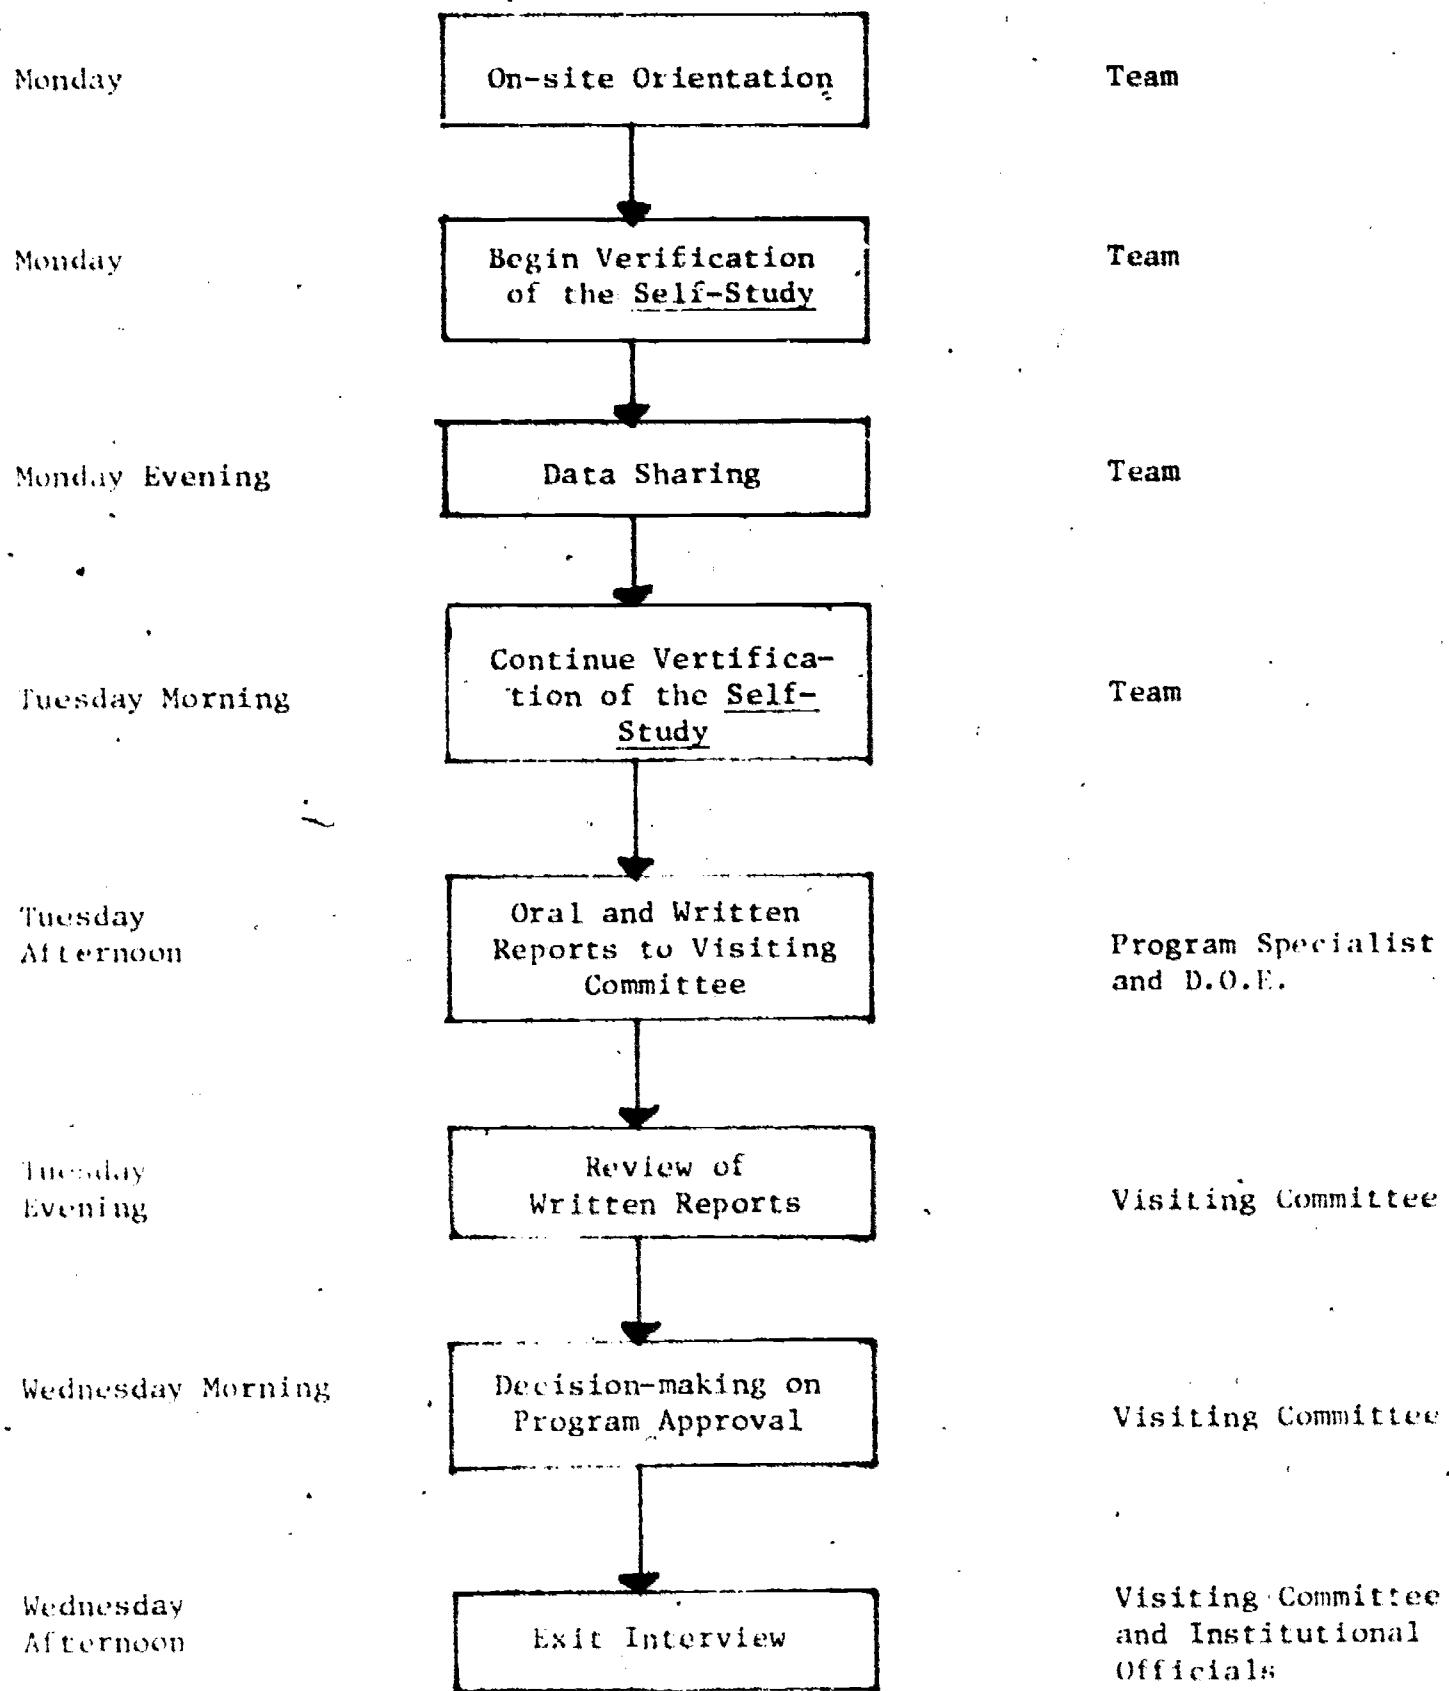 Monday On-site Orientation Team
Monday Begin Verification Team
of the Self-Study
Monday Evening Data Sharing Team
Continue Vertifica-
Tuesday Morning tion of the Self- Team
Study
Tuesday Oral and Written
Afternoon Reports to Visiting Program Specialist
Committee and D.O.E.
Tuesday Review of
Evening Written Reports Visiting Committee
Wednesday Morning Decision-making on
Program Approval Visiting Committee
Wednesday Visiting Committee
Afternoon Exit Interview and Institutional
Officials